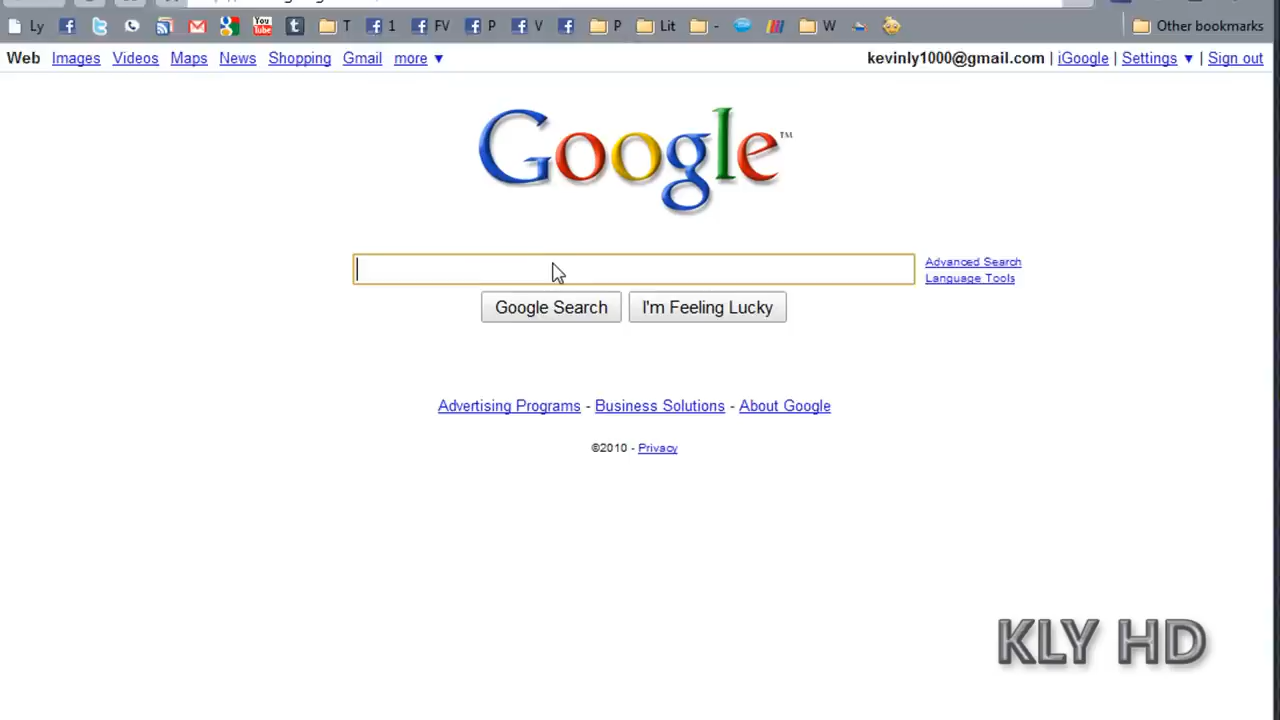 Ly T 1 FV P V P Lit - W Other bookmarks
Web Images Videos Maps News Shopping Gmail more ▼ kevinly1000@gmail.com | iGoogle | Settings ▼ | Sign out
Google™
Advanced Search
Language Tools
Google Search I'm Feeling Lucky
Advertising Programs - Business Solutions - About Google
©2010 - Privacy
KLY HD